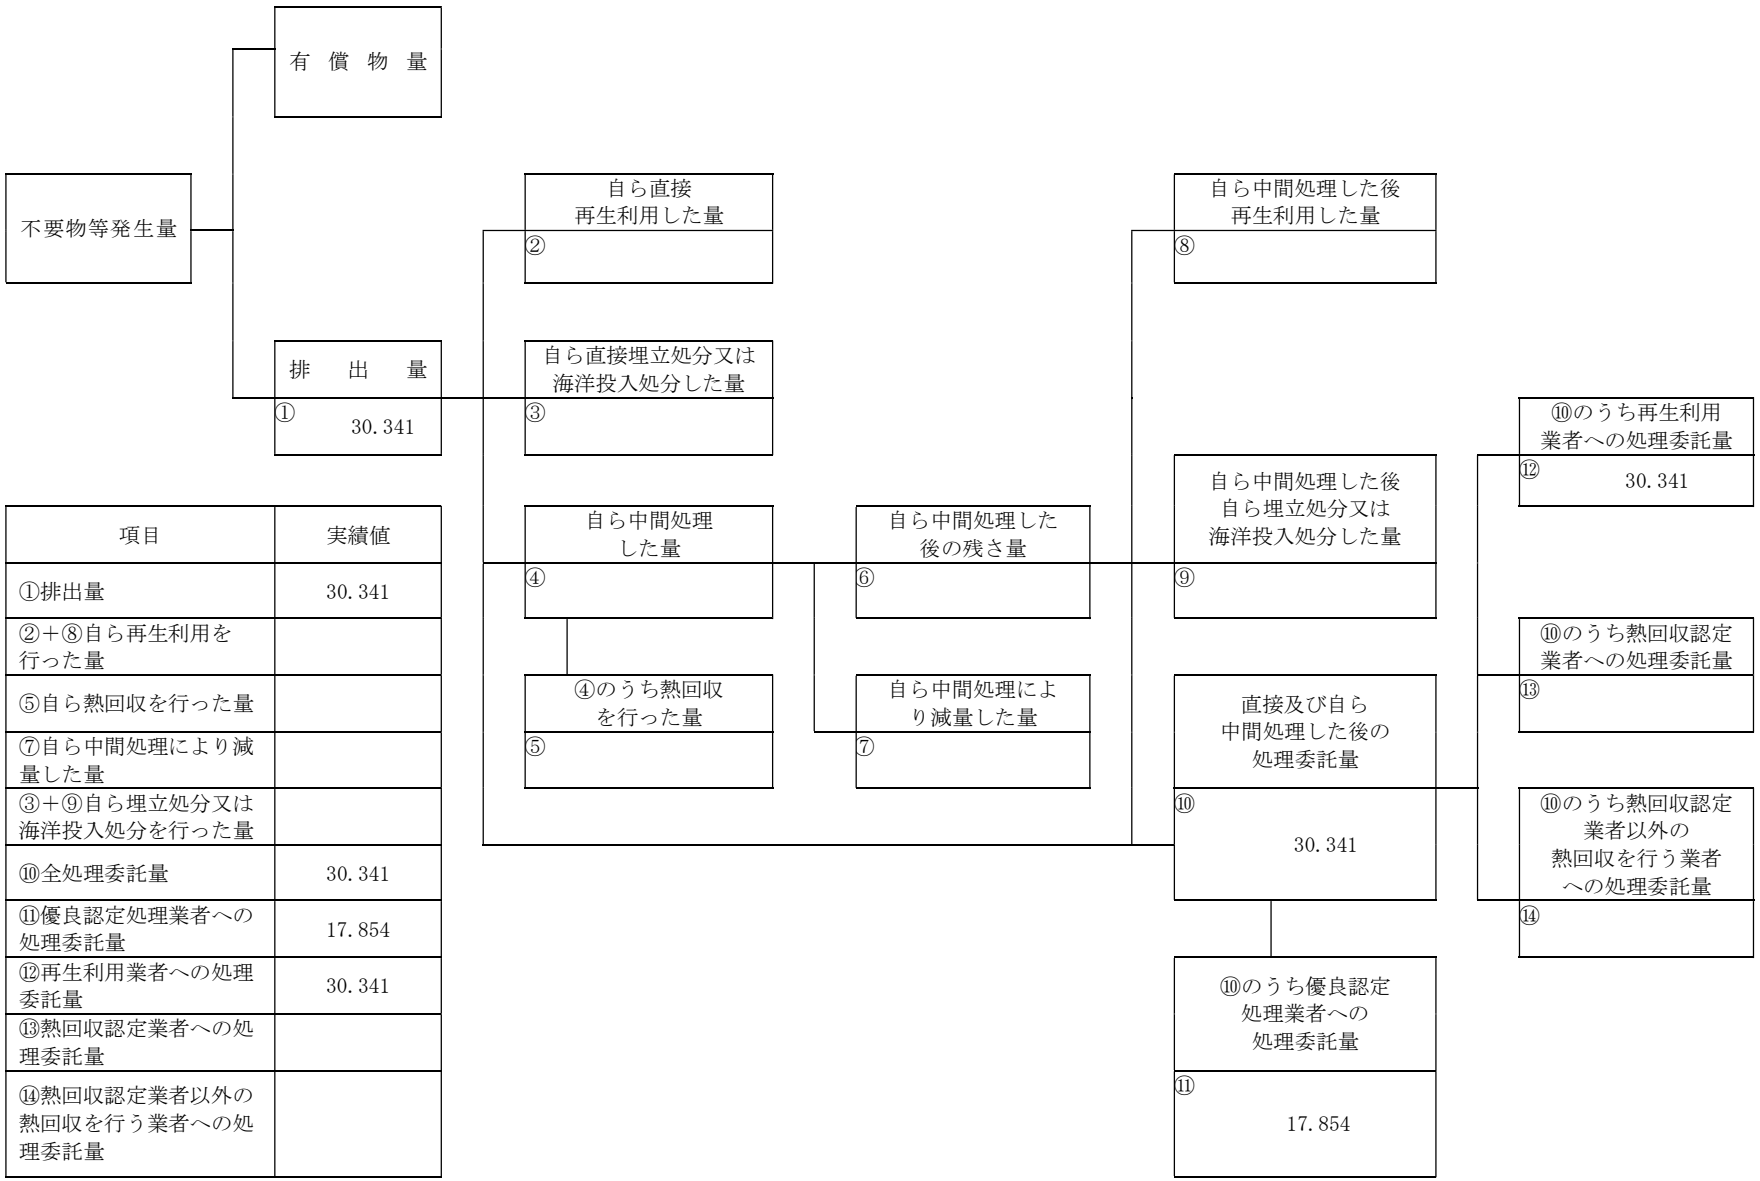 有償物量
不要物等発生量
自ら直接
再生利用した量
②
自ら中間処理した後
再生利用した量
⑧
排出量
① 30.341
自ら直接埋立処分又は
海洋投入処分した量
③
⑩のうち再生利用
業者への処理委託量
⑫ 30.341
自ら中間処理
した量
④
自ら中間処理した
後の残さ量
⑥
自ら中間処理した後
自ら埋立処分又は
海洋投入処分した量
⑨
⑩のうち熱回収認定
業者への処理委託量
⑬
④のうち熱回収
を行った量
⑤
自ら中間処理によ
り減量した量
⑦
直接及び自ら
中間処理した後の
処理委託量
⑩
30.341
⑩のうち熱回収認定
業者以外の
熱回収を行う業者
への処理委託量
⑭
⑩のうち優良認定
処理業者への
処理委託量
⑪
17.854
項目 実績値
①排出量 30.341
②+⑧自ら再生利用を
行った量
⑤自ら熱回収を行った量
⑦自ら中間処理により減
量した量
③+⑨自ら埋立処分又は
海洋投入処分を行った量
⑩全処理委託量 30.341
⑪優良認定処理業者への
処理委託量 17.854
⑫再生利用業者への処理
委託量 30.341
⑬熱回収認定業者への処
理委託量
⑭熱回収認定業者以外の
熱回収を行う業者への処
理委託量